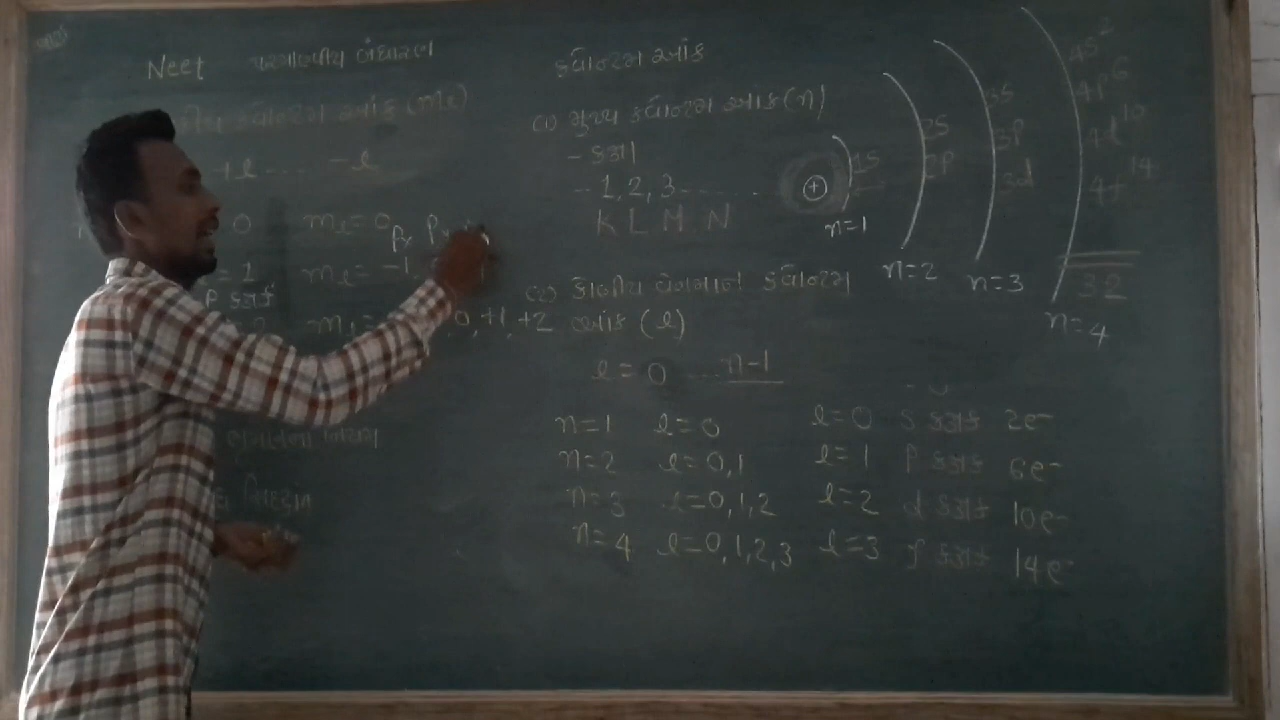 Neet પરમાણ્વીય બંધારણ
ક્વોન્ટમ આંક (ml)
+l .... -l
0 ml = 0
= 1 ml = -1,
Px Py
P કક્ષક
ml = 0, +1, +2
ક્વોન્ટમ આંક
(1) મુખ્ય ક્વોન્ટમ આંક (n)
- કક્ષા
- 1, 2, 3 ....... +
K L M N
(2) કોણીય વેગમાન ક્વોન્ટમ
આંક (l)
l = 0 .... n-1
n=1 l=0 l=0 s કક્ષક 2e-
n=2 l=0,1 l=1 p કક્ષક 6e-
n=3 l=0,1,2 l=2 d કક્ષક 10e-
n=4 l=0,1,2,3 l=3 f કક્ષક 14e-
1s
n=1
2s
2p
n=2
3s
3p
3d
n=3
4s²
4p⁶
4d¹⁰
4f¹⁴
32
n=4